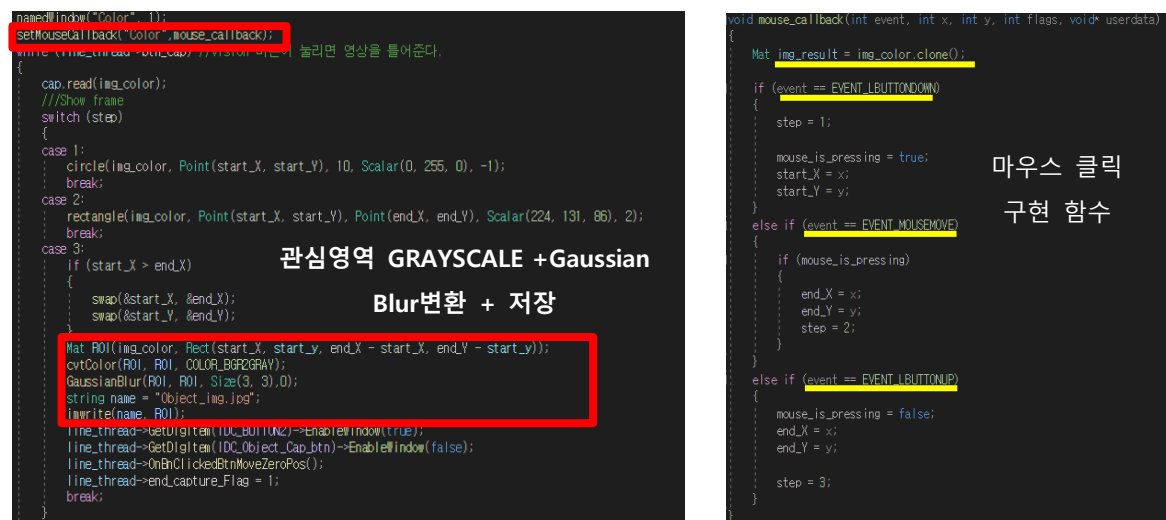 namedWindow("Color", 1);
setMouseCallback("Color",mouse_callback);
while (line_thread->btn_cap) //Vision 버튼이 눌리면 영상을 틀어준다.
{
cap.read(img_color);
///Show frame
switch (step)
{
case 1:
circle(img_color, Point(start_X, start_Y), 10, Scalar(0, 255, 0), -1);
break;
case 2:
rectangle(img_color, Point(start_X, start_Y), Point(end_X, end_Y), Scalar(224, 131, 86), 2);
break;
case 3:
if (start_X > end_X)
{
swap(&start_X, &end_X);
swap(&start_Y, &end_Y);
}
관심영역 GRAYSCALE +Gaussian
Blur변환 + 저장
Mat ROI(img_color, Rect(start_X, start_y, end_X - start_X, end_Y - start_y));
cvtColor(ROI, ROI, COLOR_BGR2GRAY);
GaussianBlur(ROI, ROI, Size(3, 3),0);
string name = "Object_img.jpg";
imwrite(name, ROI);
line_thread->GetDlgItem(IDC_BUTTON2)->EnableWindow(true);
line_thread->GetDlgItem(IDC_Object_Cap_btn)->EnableWindow(false);
line_thread->OnBnClickedBtnMoveZeroPos();
line_thread->end_capture_Flag = 1;
break;
}
void mouse_callback(int event, int x, int y, int flags, void* userdata)
{
Mat img_result = img_color.clone();
if (event == EVENT_LBUTTONDOWN)
{
step = 1;
mouse_is_pressing = true;
start_X = x;
start_Y = y;
}
마우스 클릭
구현 함수
else if (event == EVENT_MOUSEMOVE)
{
if (mouse_is_pressing)
{
end_X = x;
end_Y = y;
step = 2;
}
}
else if (event == EVENT_LBUTTONUP)
{
mouse_is_pressing = false;
end_X = x;
end_Y = y;
step = 3;
}
}